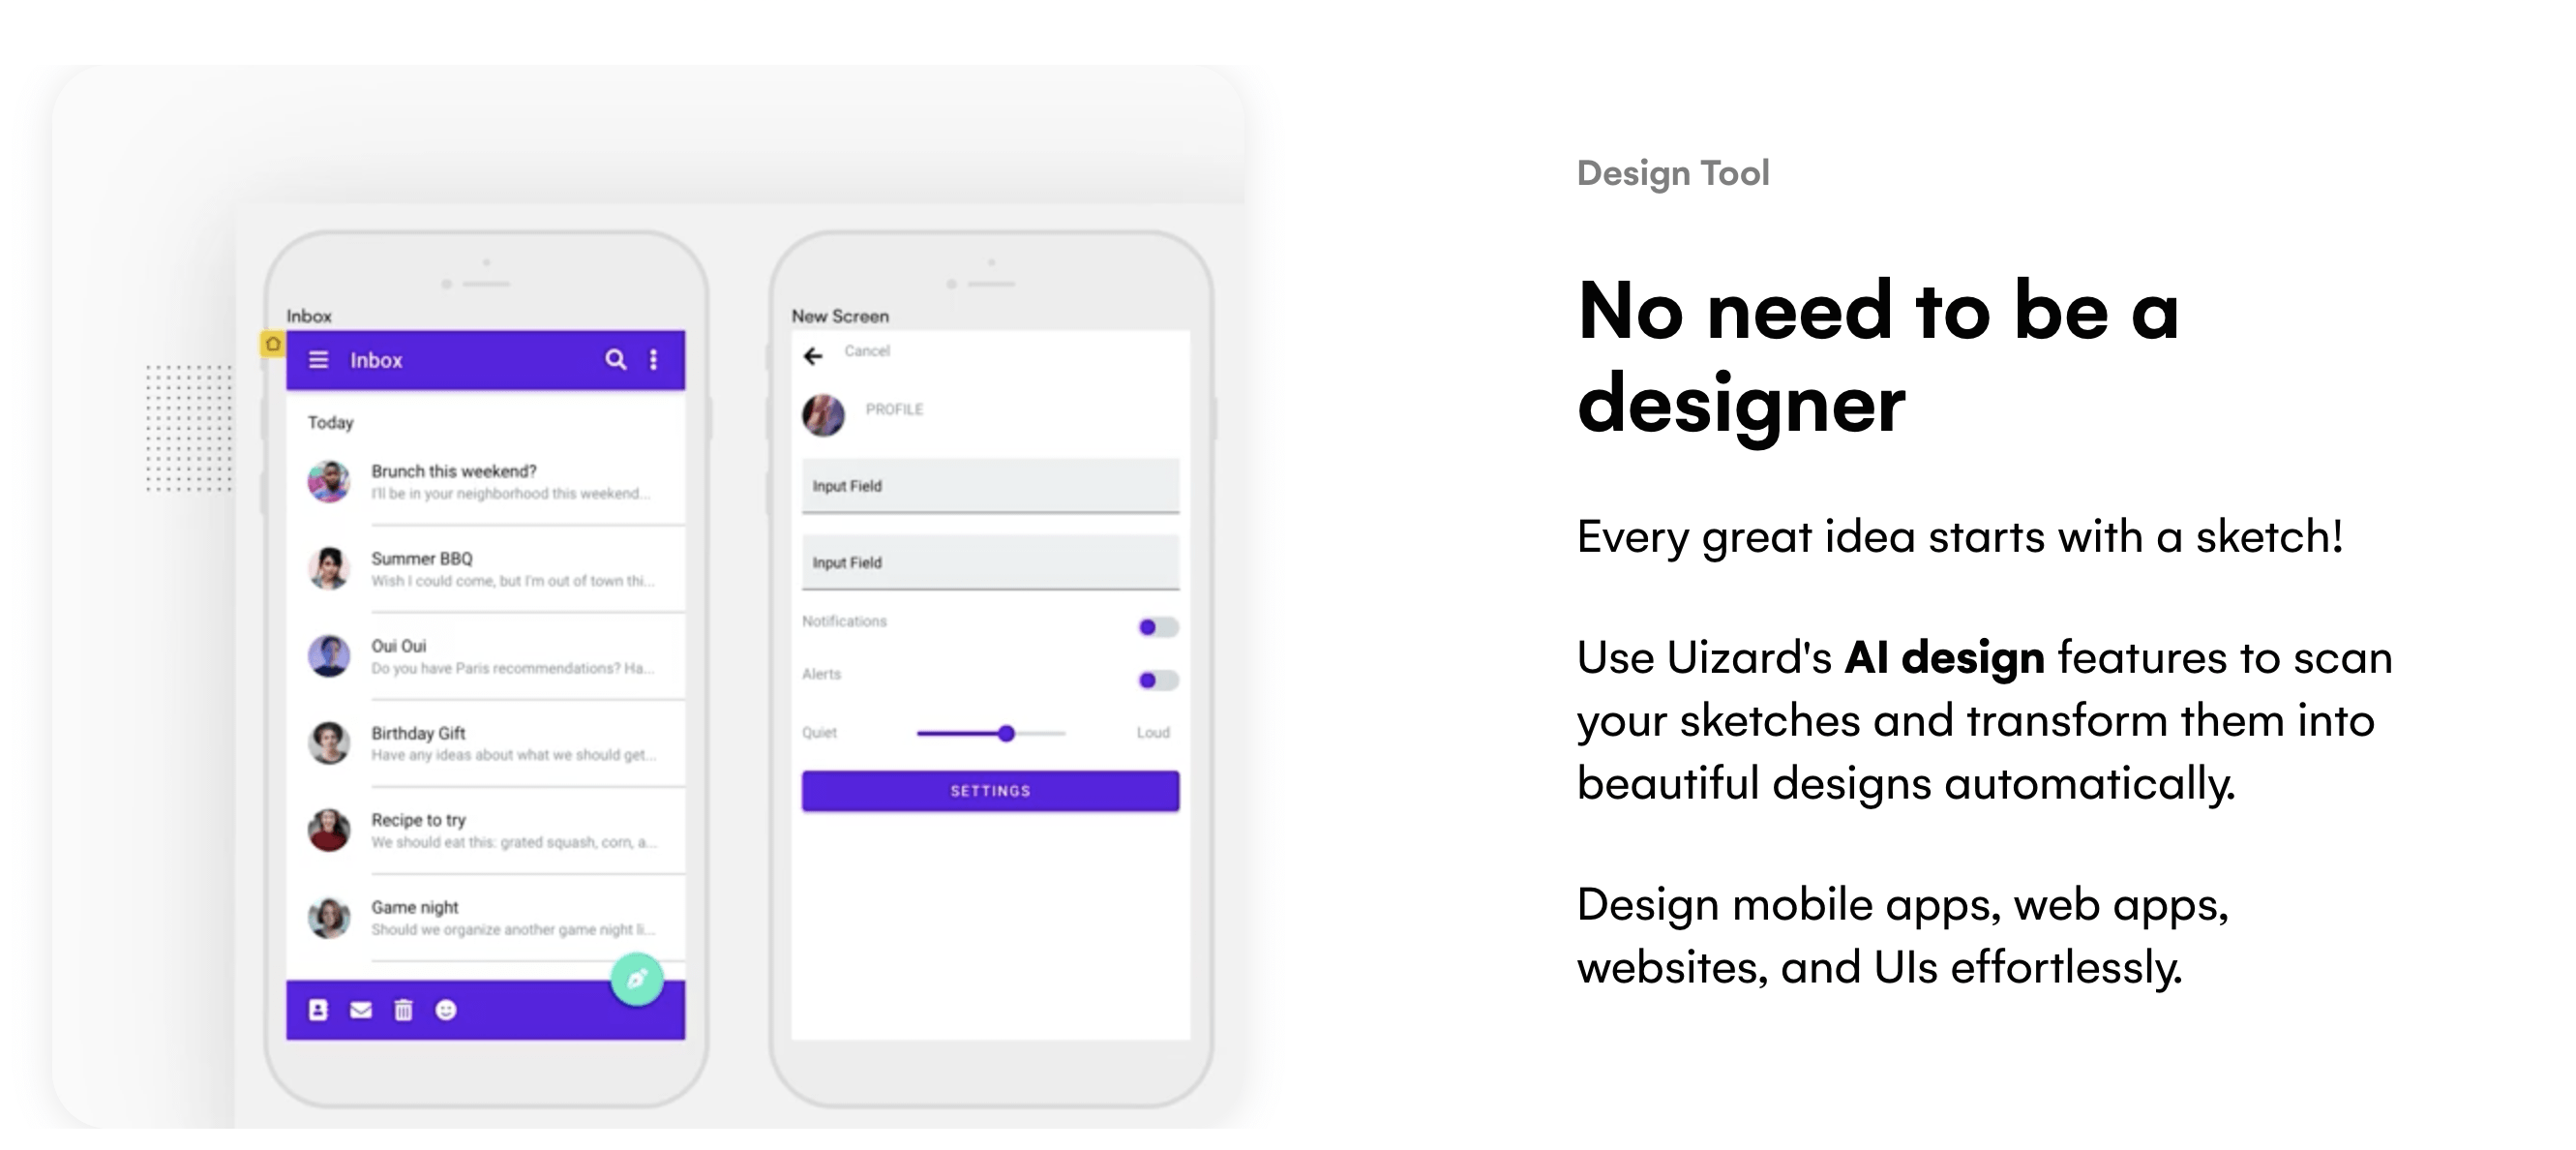 Inbox
Inbox
Today
Brunch this weekend?
I'll be in your neighborhood this weekend...
Summer BBQ
Wish I could come, but I'm out of town thi...
Oui Oui
Do you have Paris recommendations? Ha...
Birthday Gift
Have any ideas about what we should get...
Recipe to try
We should eat this: grated squash, corn, a...
Game night
Should we organize another game night li...
New Screen
Cancel
PROFILE
Input Field
Input Field
Notifications
Alerts
Quiet Loud
SETTINGS
Design Tool
No need to be a
designer
Every great idea starts with a sketch!
Use Uizard's AI design features to scan
your sketches and transform them into
beautiful designs automatically.
Design mobile apps, web apps,
websites, and UIs effortlessly.